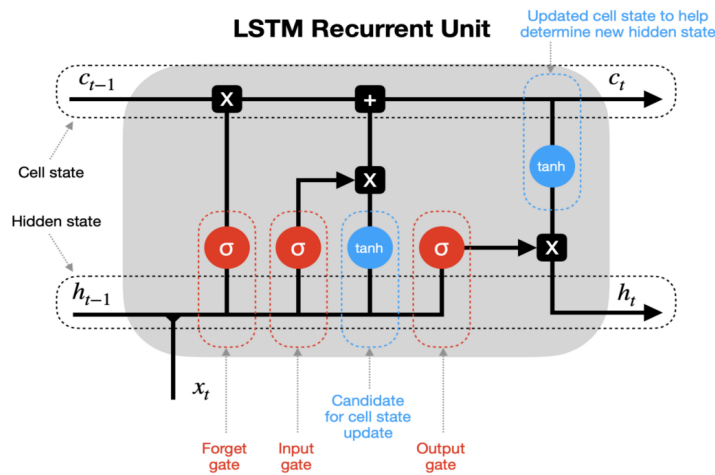 LSTM Recurrent Unit
Updated cell state to help
determine new hidden state
c_{t−1}
x
+
c_t
Cell state
tanh
x
Hidden state
σ
σ
tanh
σ
x
h_{t−1}
h_t
x_t
Forget
gate
Input
gate
Candidate
for cell state
update
Output
gate